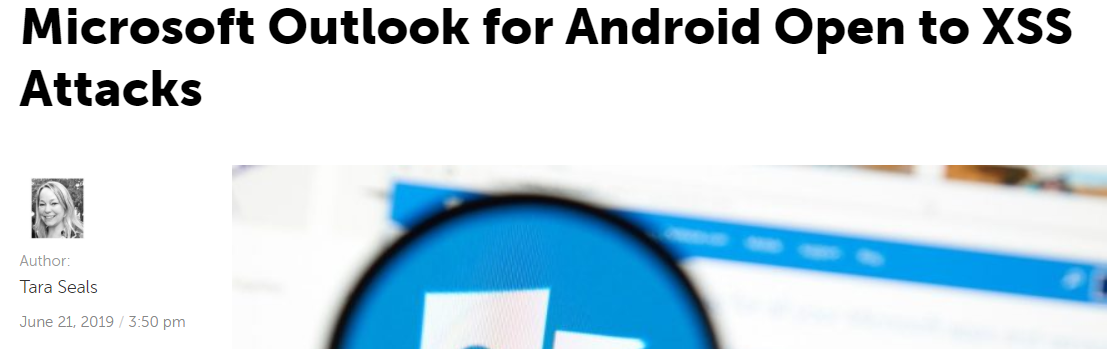 Microsoft Outlook for Android Open to XSS
Attacks
Author:
Tara Seals
June 21, 2019 / 3:50 pm